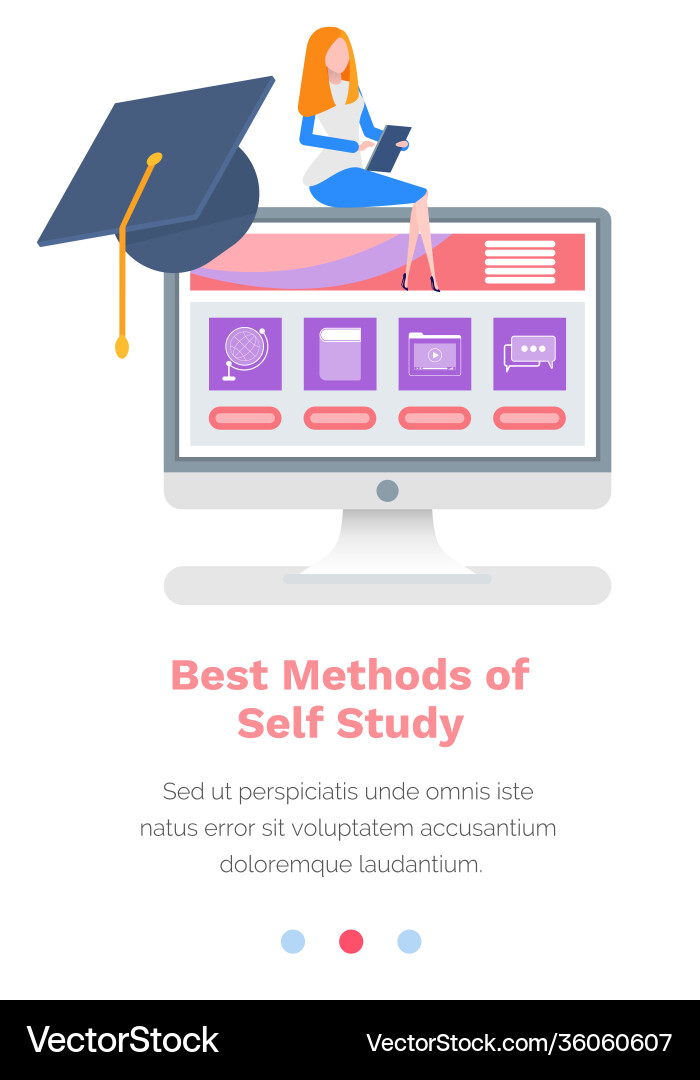 Best Methods of
Self Study
Sed ut perspiciatis unde omnis iste
natus error sit voluptatem accusantium
doloremque laudantium.
VectorStock
VectorStock.com/36060607